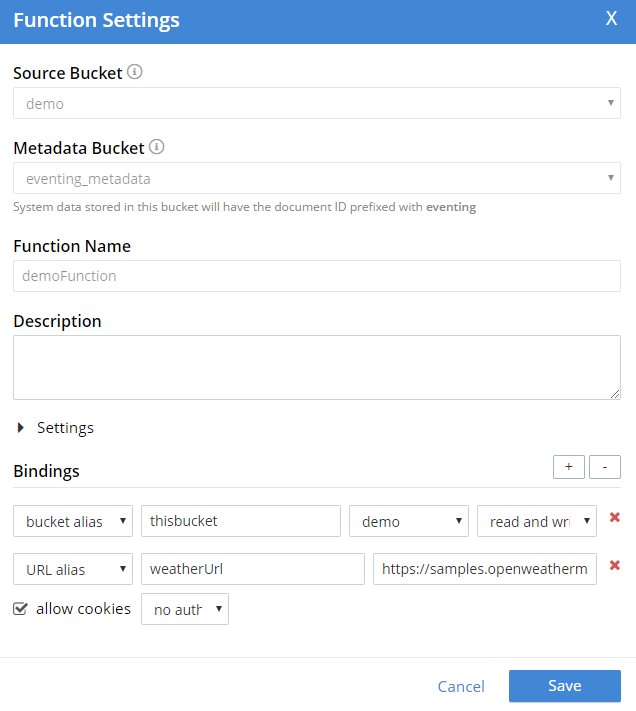 Function Settings X
Source Bucket
demo
Metadata Bucket
eventing_metadata
System data stored in this bucket will have the document ID prefixed with eventing
Function Name
demoFunction
Description
Settings
Bindings + -
bucket alias thisbucket demo read and wri
URL alias weatherUrl https://samples.openweatherm
allow cookies no auth
Cancel Save